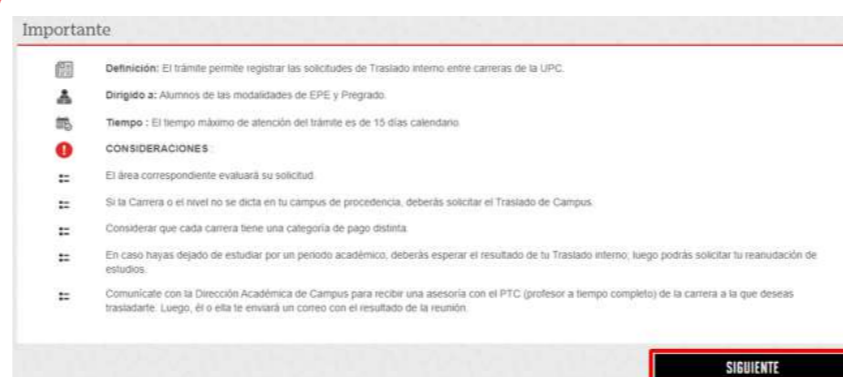 Importante
Definición: El trámite permite registrar las solicitudes de Traslado interno entre carreras de la UPC.
Dirigido a: Alumnos de las modalidades de EPE y Pregrado.
Tiempo : El tiempo máximo de atención del trámite es de 15 días calendario.
CONSIDERACIONES :
El área correspondiente evaluará su solicitud.
Si la Carrera o el nivel no se dicta en tu campus de procedencia, deberás solicitar el Traslado de Campus.
Considerar que cada carrera tiene una categoría de pago distinta.
En caso hayas dejado de estudiar por un periodo académico, deberás esperar el resultado de tu Traslado interno; luego podrás solicitar tu reanudación de
estudios.
Comunícate con la Dirección Académica de Campus para recibir una asesoría con el PTC (profesor a tiempo completo) de la carrera a la que deseas
trasladarte. Luego, él o ella te enviará un correo con el resultado de la reunión.
SIGUIENTE